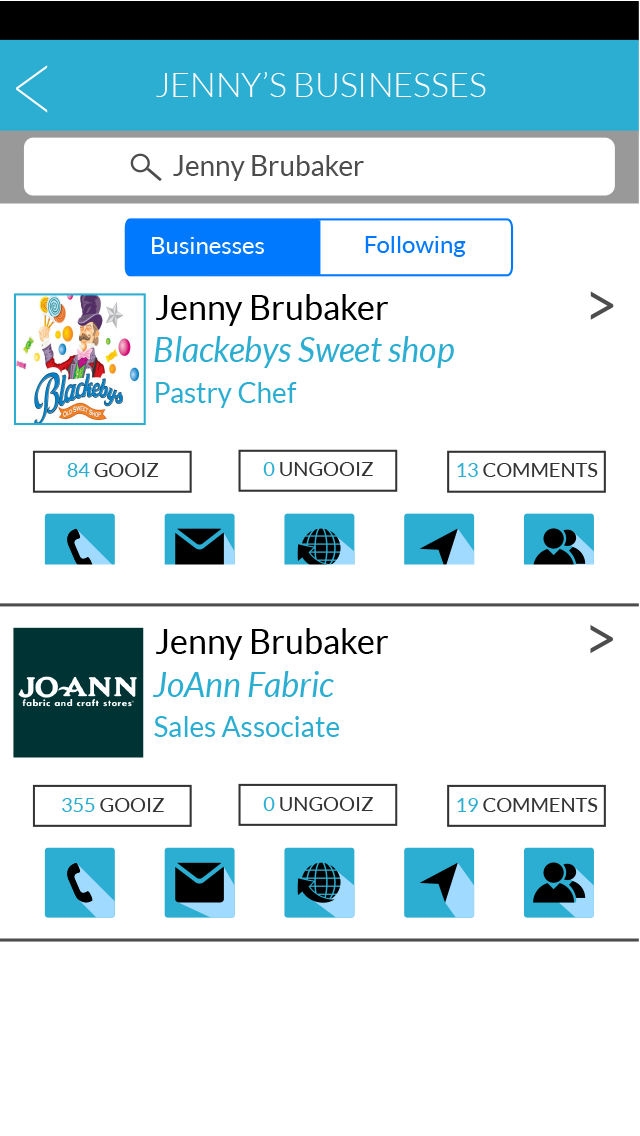 JENNY'S BUSINESSES
Jenny Brubaker
Businesses Following
Jenny Brubaker >
Blackebys Sweet shop
Pastry Chef
Blackebys
OLD SWEET SHOP
84 GOOIZ 0 UNGOOIZ 13 COMMENTS
Jenny Brubaker >
JoAnn Fabric
Sales Associate
JO-ANN
fabric and craft stores
355 GOOIZ 0 UNGOOIZ 19 COMMENTS